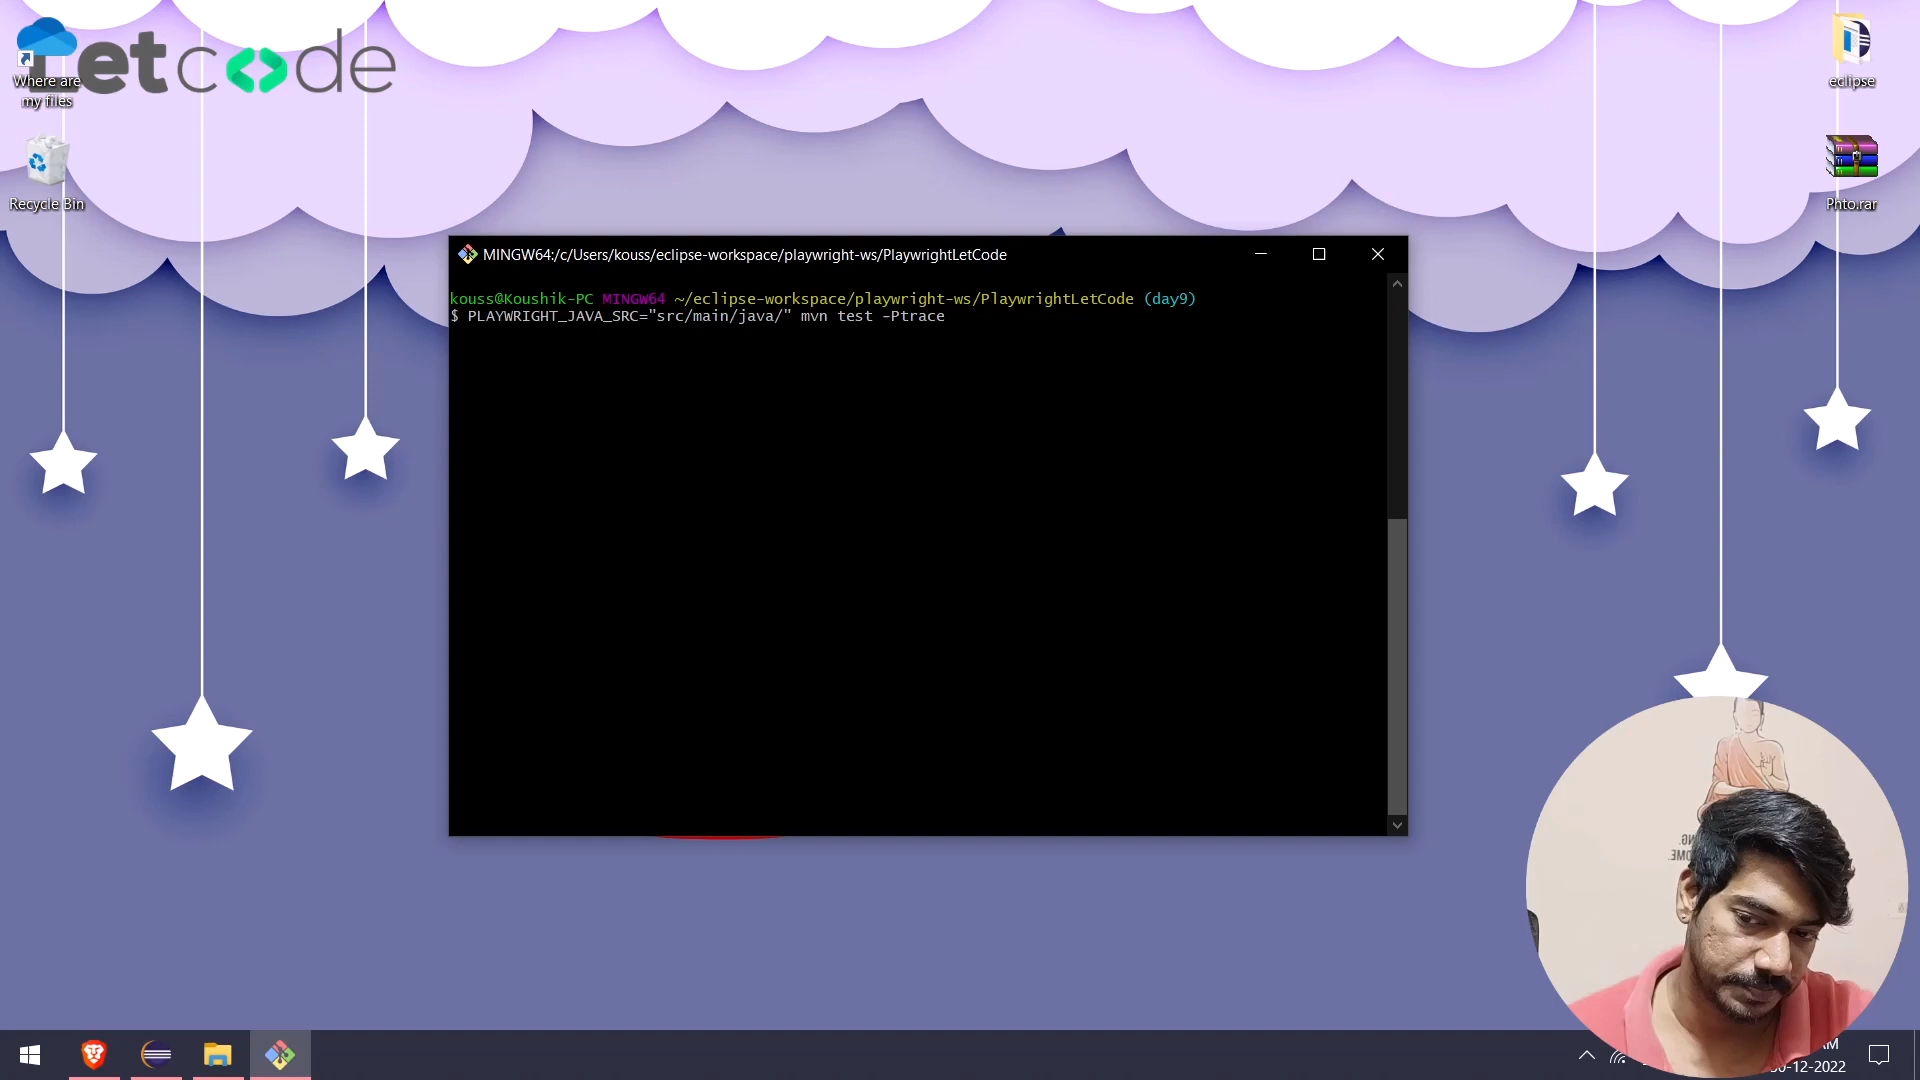 Letcode
Where are
my files
Recycle Bin
eclipse
Phto.rar
MINGW64:/c/Users/kouss/eclipse-workspace/playwright-ws/PlaywrightLetCode
kouss@Koushik-PC MINGW64 ~/eclipse-workspace/playwright-ws/PlaywrightLetCode (day9)
$ PLAYWRIGHT_JAVA_SRC="src/main/java/" mvn test -Ptrace